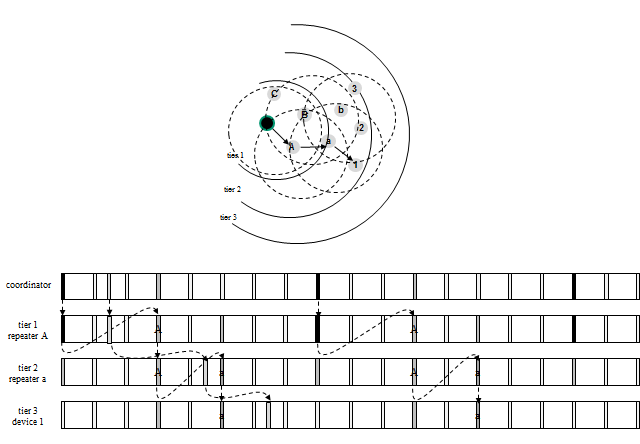 C
3
B
b
2
A
a
1
tier 1
tier 2
tier 3
coordinator
tier 1
repeater A
A
A
tier 2
repeater a
A
a
A
a
tier 3
device 1
a
a